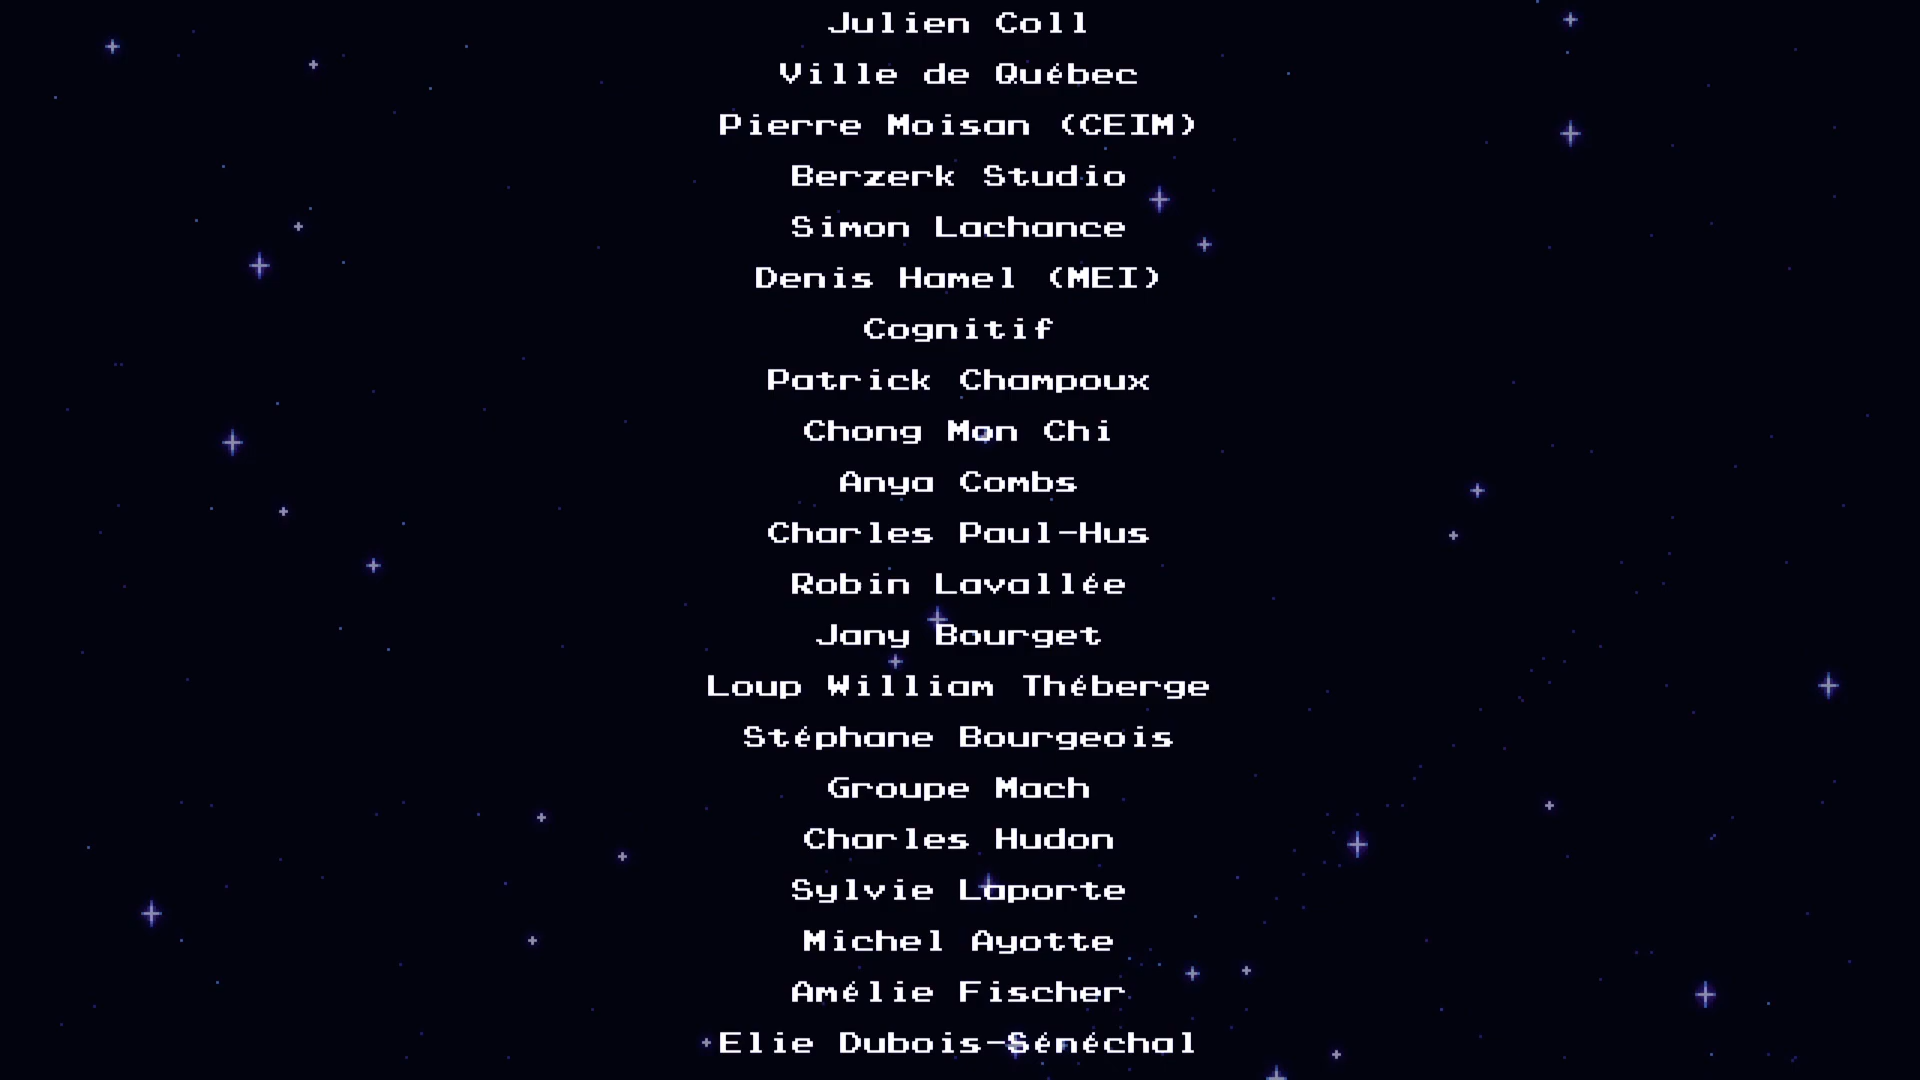 Julien Coll
Ville de Québec
Pierre Moisan (CEIM)
Berzerk Studio
Simon Lachance
Denis Hamel (MEI)
Cognitif
Patrick Champoux
Chong Man Chi
Anya Combs
Charles Paul-Hus
Robin Lavallée
Jany Bourget
Loup William Théberge
Stéphane Bourgeois
Groupe Mach
Charles Hudon
Sylvie Laporte
Michel Ayotte
Amélie Fischer
Elie Dubois-Sénéchal